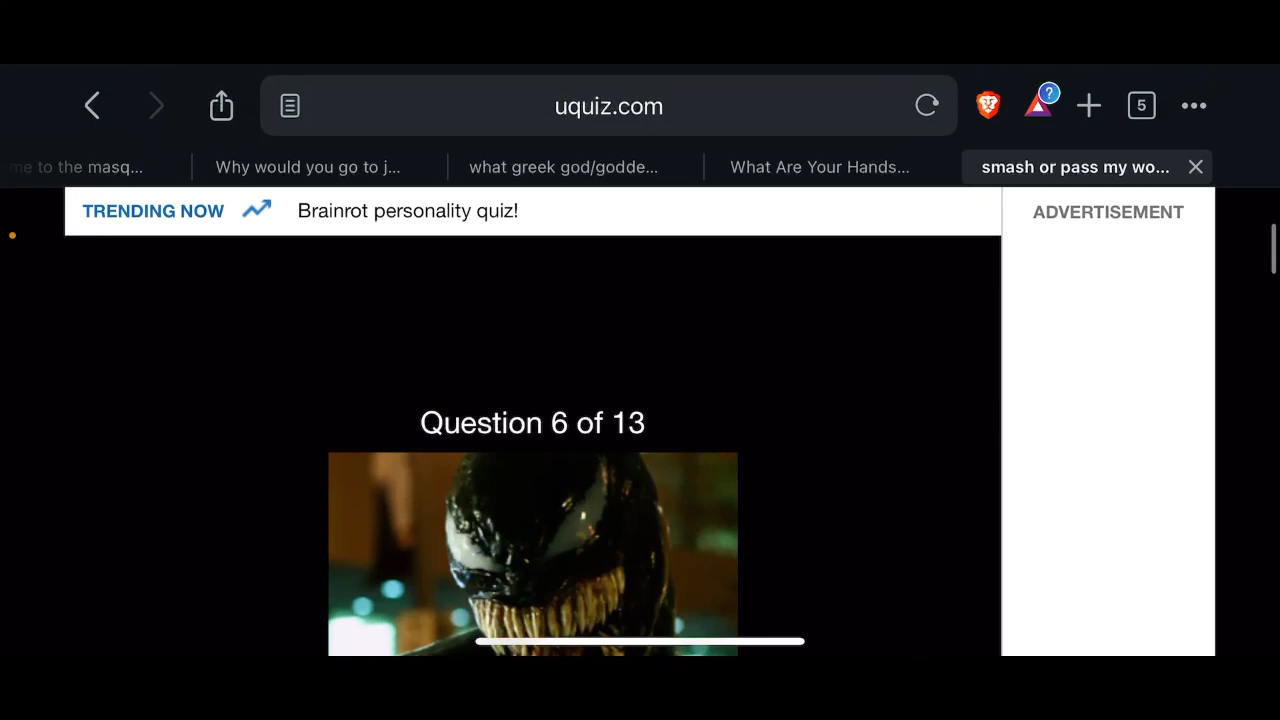 uquiz.com
?
5
me to the masq...
Why would you go to j...
what greek god/godde...
What Are Your Hands...
smash or pass my wo...
TRENDING NOW
Brainrot personality quiz!
ADVERTISEMENT
Question 6 of 13